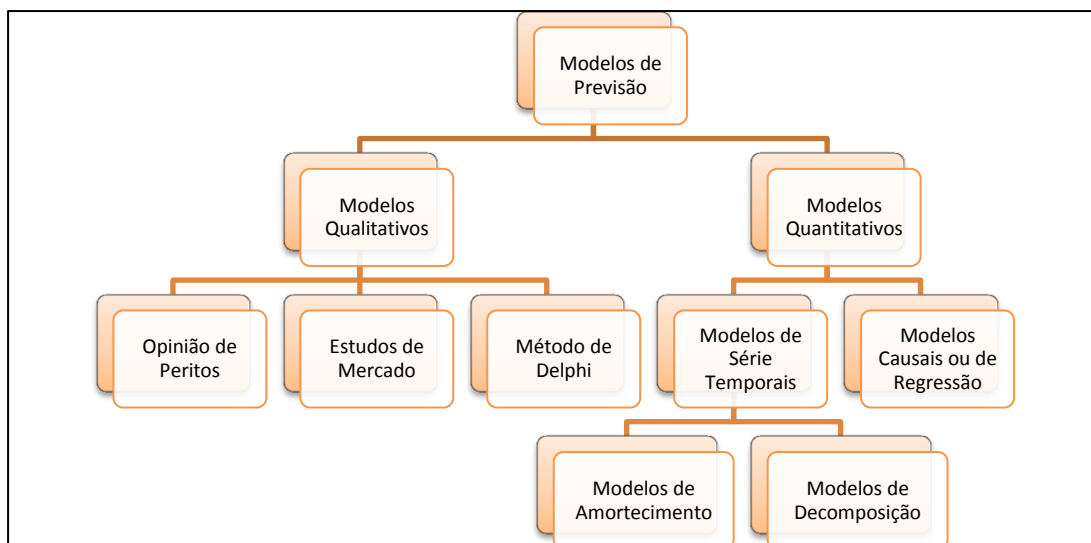 Modelos de
Previsão
Modelos
Qualitativos
Modelos
Quantitativos
Opinião de
Peritos
Estudos de
Mercado
Método de
Delphi
Modelos de
Série
Temporais
Modelos
Causais ou de
Regressão
Modelos de
Amortecimento
Modelos de
Decomposição